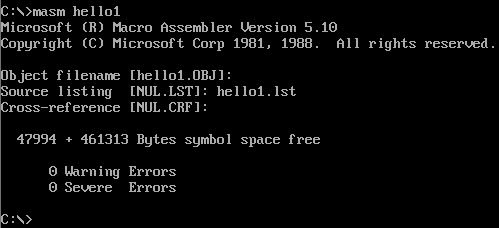 C:\>masm hello1
Microsoft (R) Macro Assembler Version 5.10
Copyright (C) Microsoft Corp 1981, 1988.  All rights reserved.
Object filename [hello1.OBJ]:
Source listing  [NUL.LST]: hello1.lst
Cross-reference [NUL.CRF]:
47994 + 461313 Bytes symbol space free
0 Warning Errors
0 Severe  Errors
C:\>